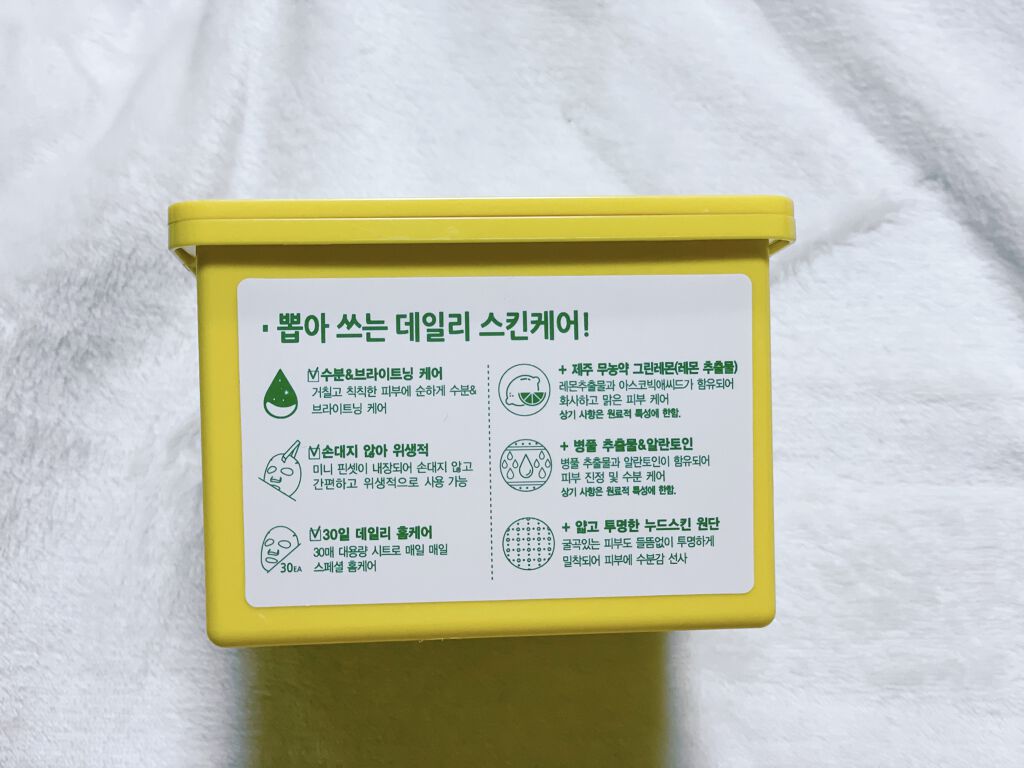 · 뽑아 쓰는 데일리 스킨케어!
수분&브라이트닝 케어
거칠고 칙칙한 피부에 순하게 수분&
브라이트닝 케어
손대지 않아 위생적
미니 핀셋이 내장되어 손대지 않고
간편하고 위생적으로 사용 가능
30일 데일리 홈케어
30매 대용량 시트로 매일 매일
스페셜 홈케어
30EA
+ 제주 무농약 그린레몬(레몬 추출물)
레몬추출물과 아스코빅애씨드가 함유되어
화사하고 맑은 피부 케어
상기 사항은 원료적 특성에 한함.
+ 병풀 추출물&알란토인
병풀 추출물과 알란토인이 함유되어
피부 진정 및 수분 케어
상기 사항은 원료적 특성에 한함.
+ 얇고 투명한 누드스킨 원단
굴곡있는 피부도 들뜸없이 투명하게
밀착되어 피부에 수분감 선사